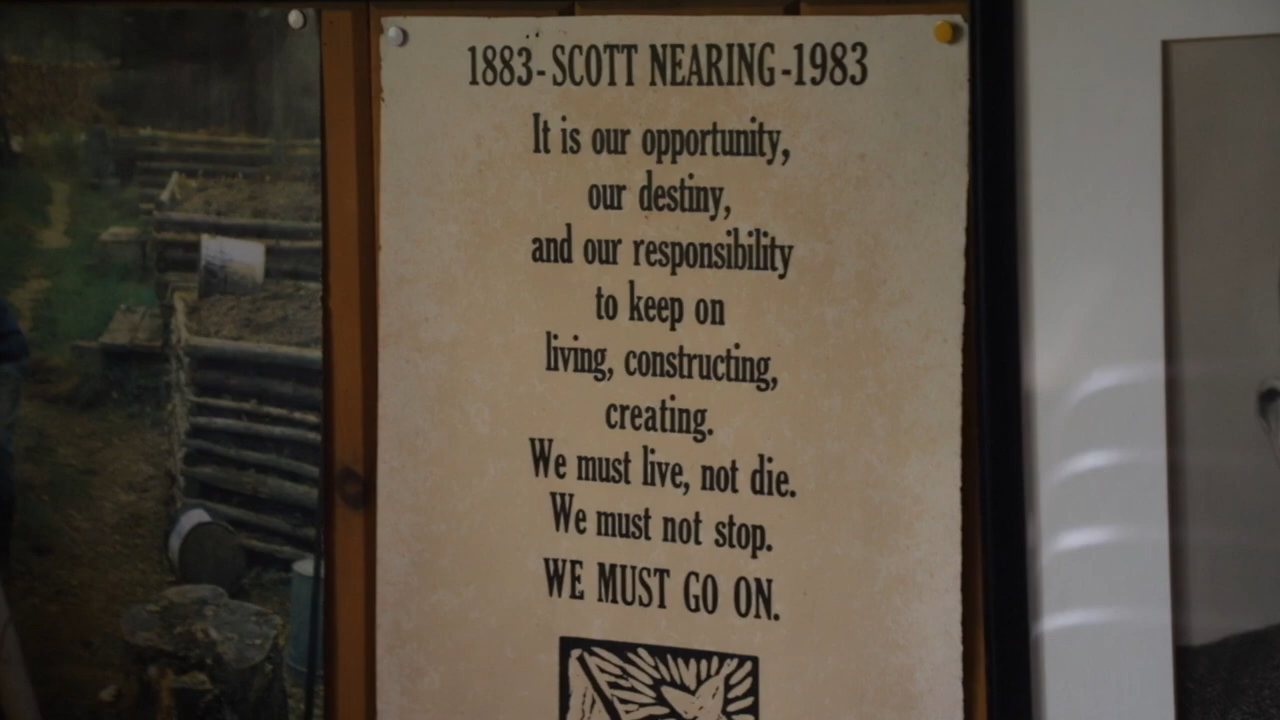 1883-SCOTT NEARING-1983
It is our opportunity,
our destiny,
and our responsibility
to keep on
living, constructing,
creating.
We must live, not die.
We must not stop.
WE MUST GO ON.